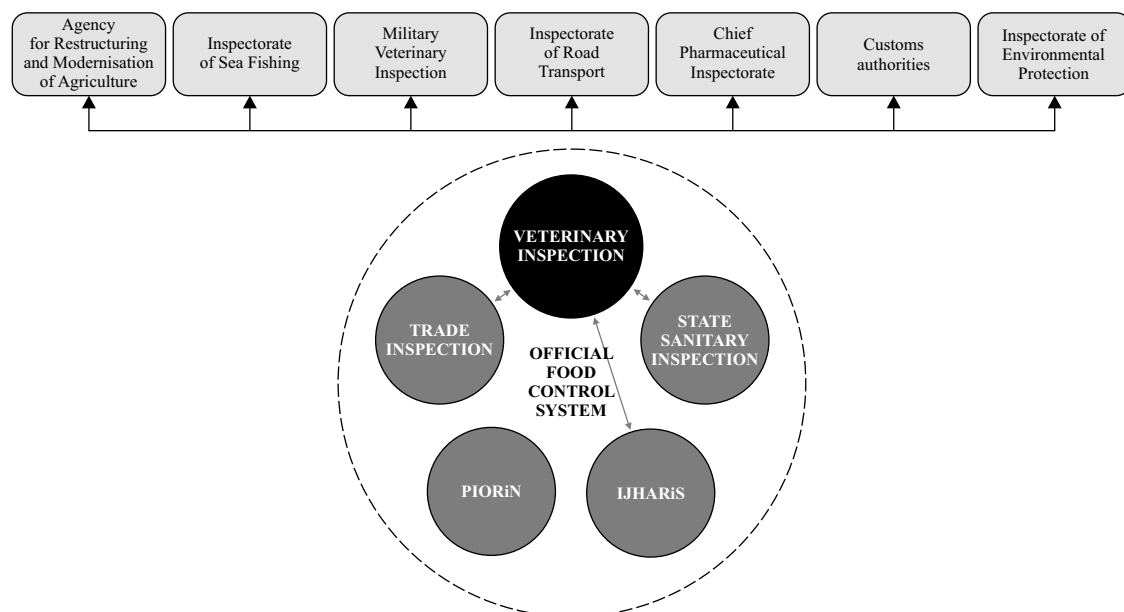 Agency
for Restructuring
and Modernisation
of Agriculture
Inspectorate
of Sea Fishing
Military
Veterinary
Inspection
Inspectorate
of Road
Transport
Chief
Pharmaceutical
Inspectorate
Customs
authorities
Inspectorate of
Environmental
Protection
VETERINARY
INSPECTION
TRADE
INSPECTION
STATE
SANITARY
INSPECTION
OFFICIAL
FOOD
CONTROL
SYSTEM
PIORiN
IJHARiS